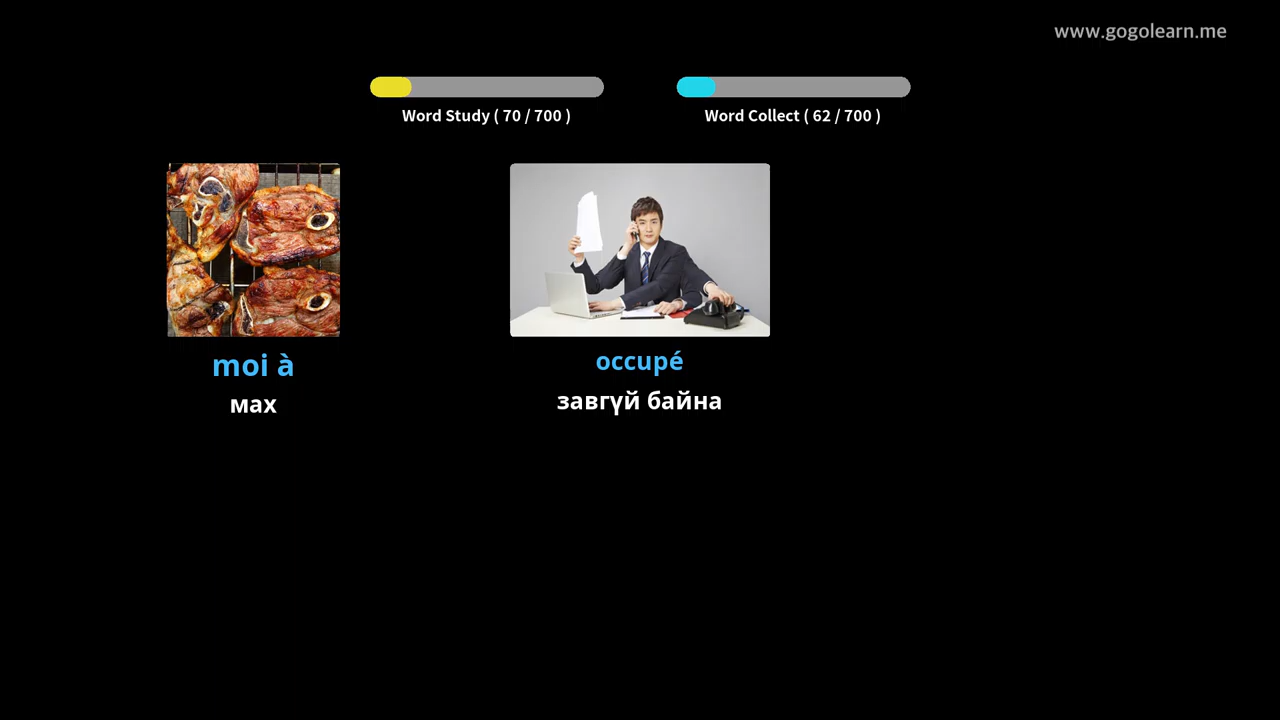 www.gogolearn.me
Word Study ( 70 / 700 )
Word Collect ( 62 / 700 )
moi à
мах
occupé
завгүй байна